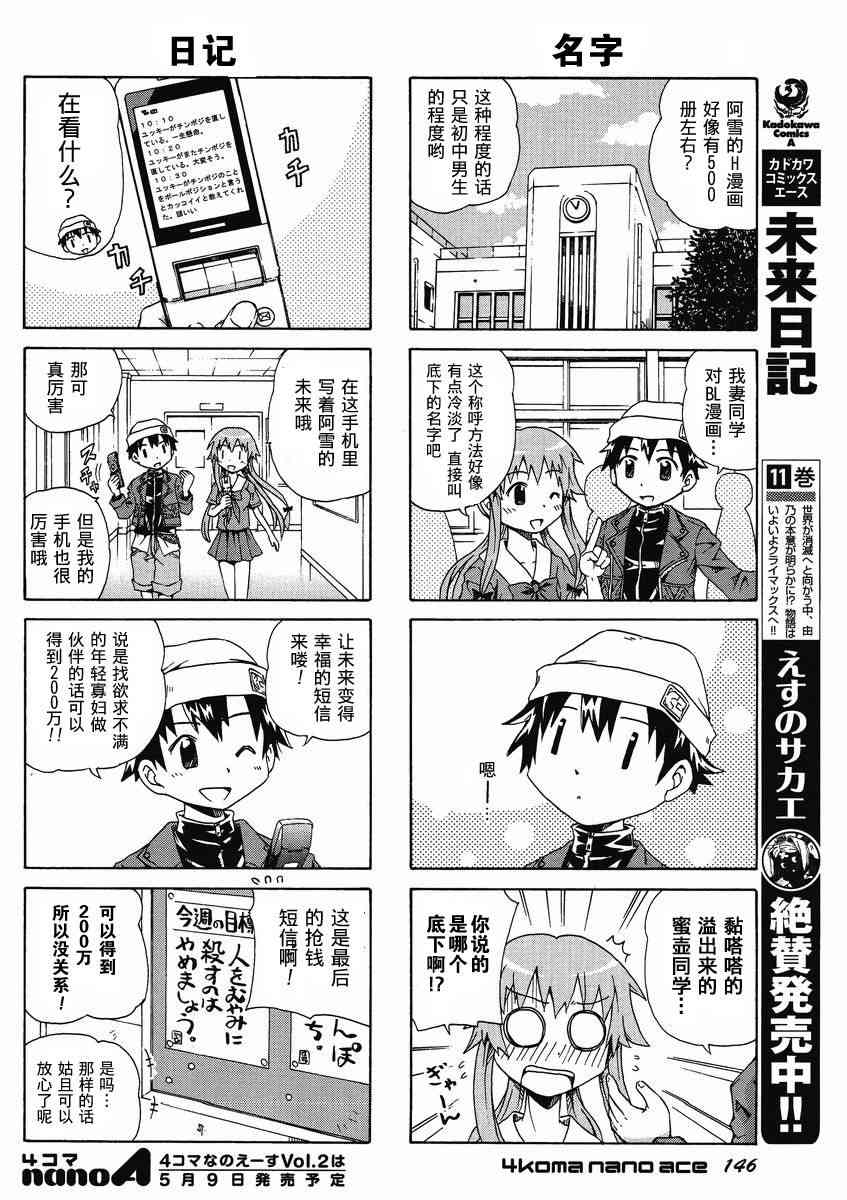 名字
阿雪的H漫画
好像有500
册左右?
这种程度的话
只是初中男生
的程度哟
我妻同学
对BL漫画…
这个称呼方法好像
有点冷淡了 直接叫
底下的名字吧
嗯
—
…
黏嗒嗒的
溢出来的
蜜壶同学…
你说的
是哪个
底下啊!?
ぎゃーん
日记
10:10
ユッキーがチンポジを直し
ている。一生懸命。
10:20
ユッキーがまたチンポジを
直している。大変そう。
10:30
ユッキーがチンポジのこと
をポールポジションと言う
とカッコイイと教えてくれ
た。頭いい
カチ
カチ
在看什么?
在这手机里
写着阿雪的
未来哦
那可
真厉害
但是我的
手机也很
厉害哦
スチャ
让未来变得
幸福的短信
来喽!
说是找欲求不满
的年轻寡妇做
伙伴的话可以
得到200万!!
这是最后
的抢钱
短信啊!
可以得到
200万
所以没关系!
是吗…
那样的话
姑且可以
放心了呢
今週の目標
人をむやみに
殺すのは
やめましょう。
んぽ
ち。
Kadokawa
Comics
A
カドカワ
コミックス
エース
未来日記
11巻
世界が消滅へと向かう中、由
乃の本意が明らかに!? 物語は
いよいよクライマックスへ!!
えすのサカエ
絶賛発売中!!
4コマ
nanoA
4コマなのえーすVol.2は
5月9日発売予定
4koma nano ace 146